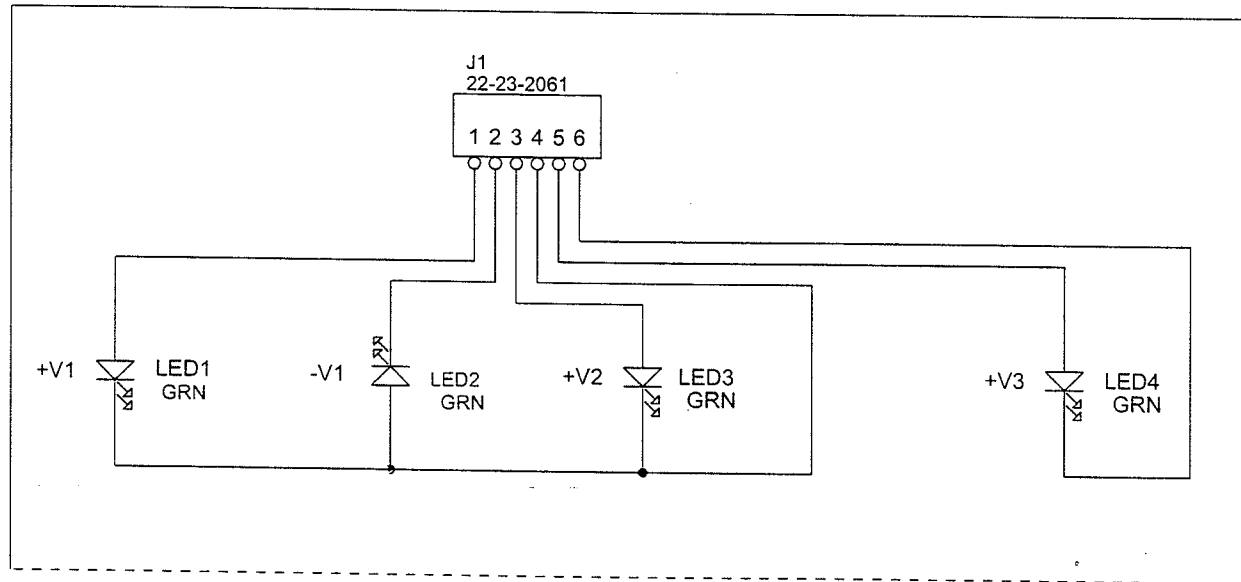 J1
22-23-2061
1 2 3 4 5 6
+V1
LED1
GRN
-V1
LED2
GRN
+V2
LED3
GRN
+V3
LED4
GRN